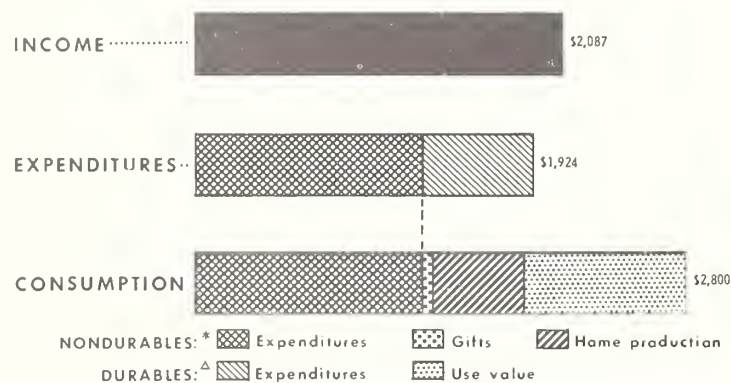 INCOME
$2,087
EXPENDITURES
$1,924
CONSUMPTION
$2,800
NONDURABLES:* Expenditures Gifts Home production
DURABLES:△ Expenditures Use value